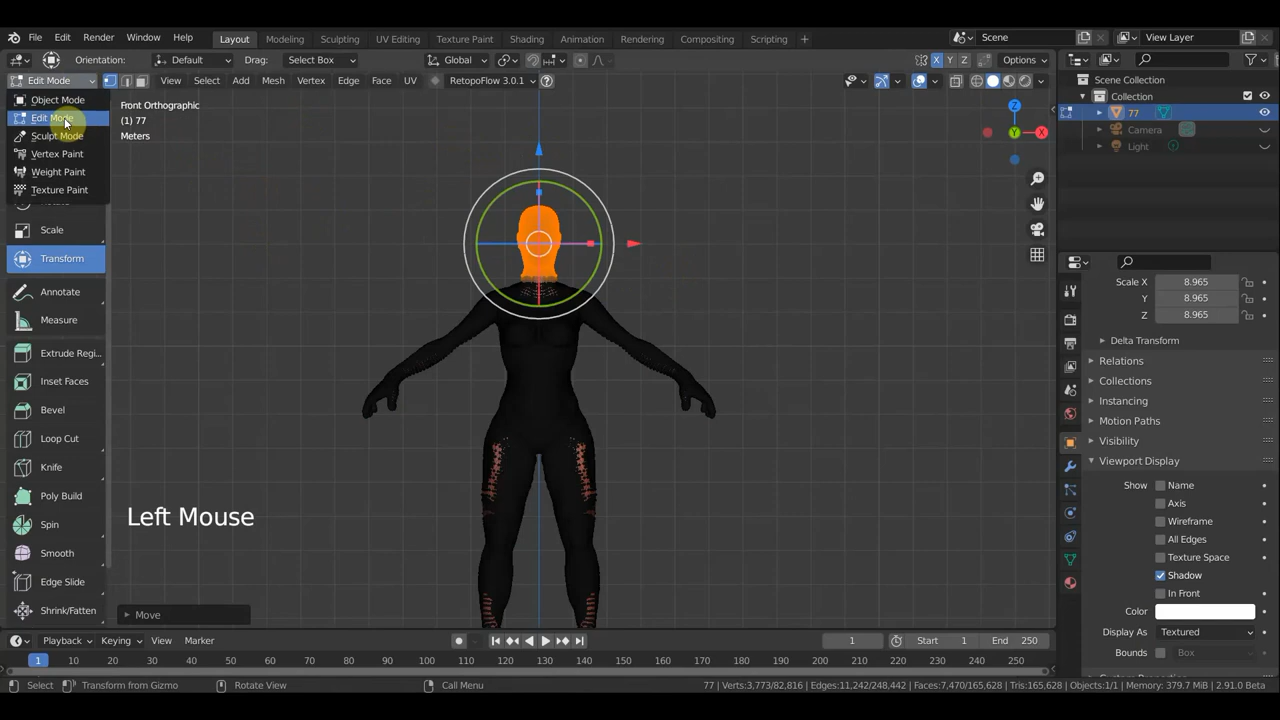 File Edit Render Window Help Layout Modeling Sculpting UV Editing Texture Paint Shading Animation Rendering Compositing Scripting + Scene View Layer
Orientation: Default Drag: Select Box Global X Y Z Options
Edit Mode View Select Add Mesh Vertex Edge Face UV RetopoFlow 3.0.1
Object Mode
Edit Mode
Sculpt Mode
Vertex Paint
Weight Paint
Texture Paint
Scale
Transform
Annotate
Measure
Extrude Regi...
Inset Faces
Bevel
Loop Cut
Knife
Poly Build
Spin
Smooth
Edge Slide
Shrink/Fatten
Front Orthographic
(1) 77
Meters
Z
Y
X
Left Mouse
Move
Scene Collection
Collection
77
Camera
Light
Scale X 8.965
Y 8.965
Z 8.965
Delta Transform
Relations
Collections
Instancing
Motion Paths
Visibility
Viewport Display
Show Name
Axis
Wireframe
All Edges
Texture Space
Shadow
In Front
Color
Display As Textured
Bounds Box
Playback Keying View Marker 1 Start 1 End 250
1 10 20 30 40 50 60 70 80 90 100 110 120 130 140 150 160 170 180 190 200 210 220 230 240 250
Select Transform from Gizmo Rotate View Call Menu 77 | Verts:3,773/82,816 | Edges:11,242/248,442 | Faces:7,470/165,628 | Tris:165,628 | Objects:1/1 | Memory: 379.7 MiB | 2.91.0 Beta